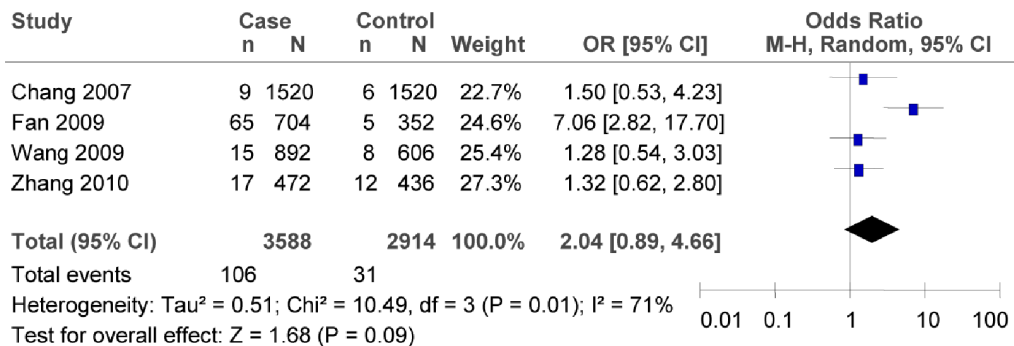 Study Case Control Odds Ratio
n N n N Weight OR [95% CI] M-H, Random, 95% CI
Chang 2007 9 1520 6 1520 22.7% 1.50 [0.53, 4.23]
Fan 2009 65 704 5 352 24.6% 7.06 [2.82, 17.70]
Wang 2009 15 892 8 606 25.4% 1.28 [0.54, 3.03]
Zhang 2010 17 472 12 436 27.3% 1.32 [0.62, 2.80]
Total (95% CI) 3588 2914 100.0% 2.04 [0.89, 4.66]
Total events 106 31
Heterogeneity: Tau² = 0.51; Chi² = 10.49, df = 3 (P = 0.01); I² = 71%
Test for overall effect: Z = 1.68 (P = 0.09)
0.01 0.1 1 10 100